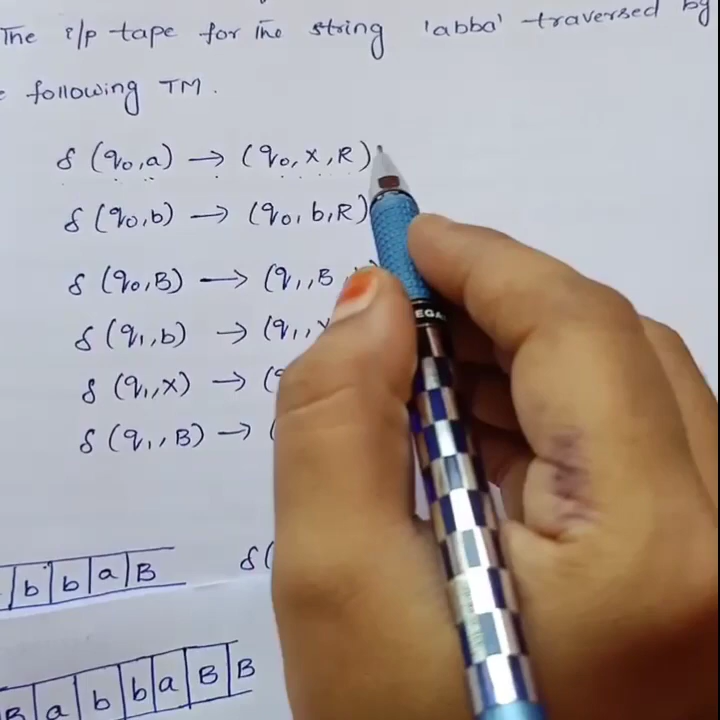 The i/p tape for the string 'abba' traversed by
following TM.
δ (q₀,a) → (q₀, x, R)
δ (q₀,b) → (q₀, b, R)
δ (q₀,B) → (q₁, B
δ (q₁,b) → (q₁, Y
δ (q₁,x) → (
δ (q₁,B) → (
b b a B δ(
B a b b a B B
EGA